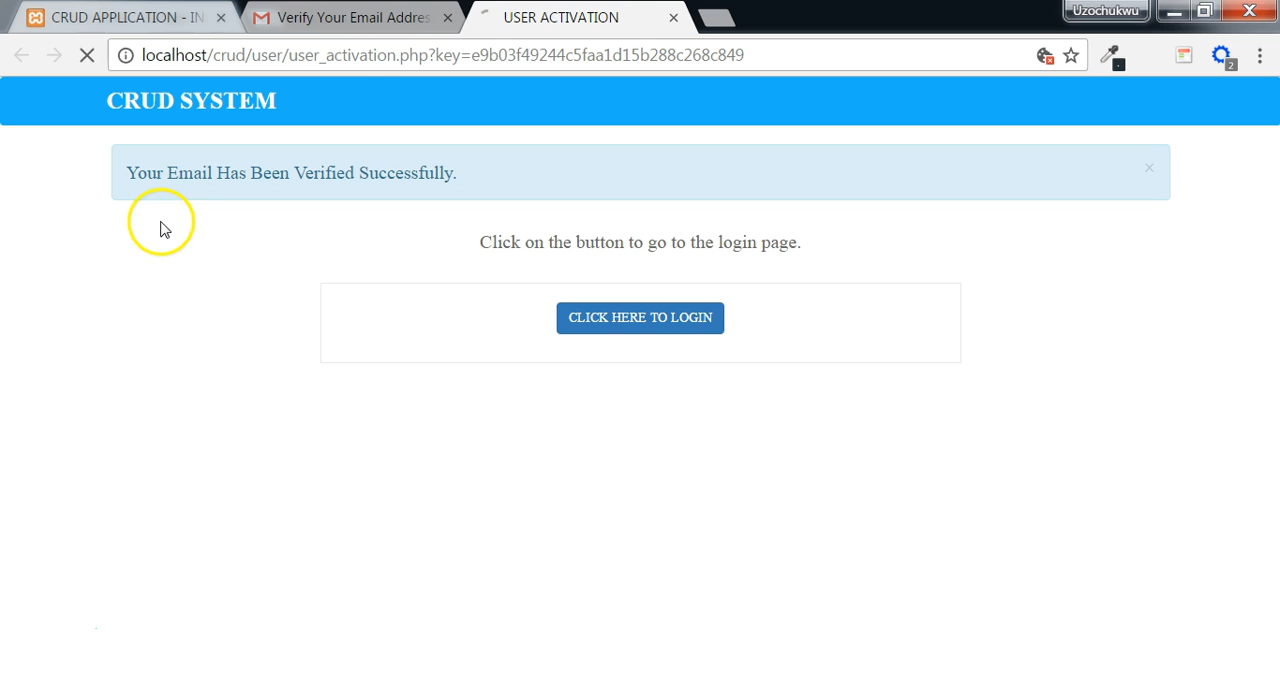 CRUD APPLICATION - IN
Verify Your Email Addres
USER ACTIVATION
Uzochukwu
localhost/crud/user/user_activation.php?key=e9b03f49244c5faa1d15b288c268c849
2
CRUD SYSTEM
Your Email Has Been Verified Successfully.
Click on the button to go to the login page.
CLICK HERE TO LOGIN